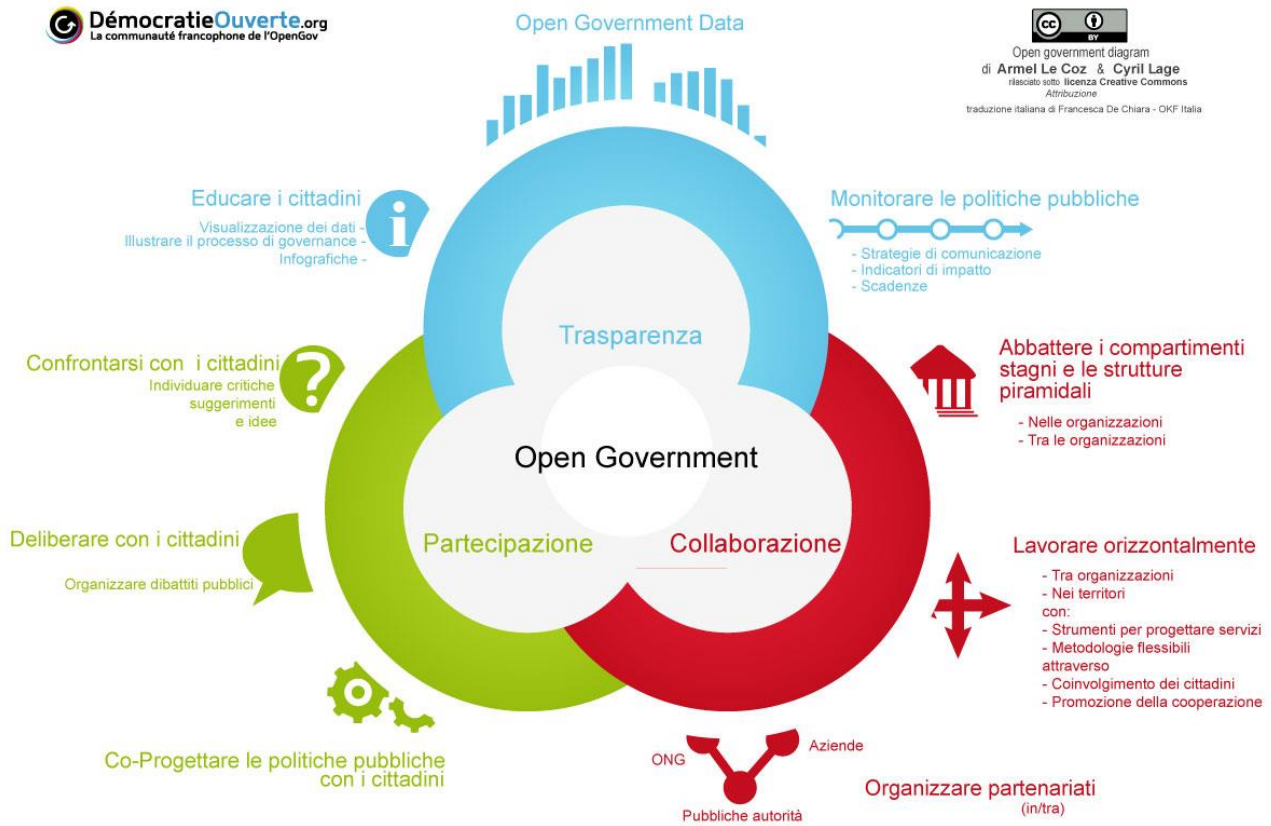 DémocratieOuverte.org
La communauté francophone de l'OpenGov
Open Government Data
cc
BY
Open government diagram
di Armel Le Coz & Cyril Lage
rilasciato sotto licenza Creative Commons
Attribuzione
traduzione italiana di Francesca De Chiara - OKF Italia
Educare i cittadini
Visualizzazione dei dati -
Illustrare il processo di governance -
Infografiche -
i
Monitorare le politiche pubbliche
- Strategie di comunicazione
- Indicatori di impatto
- Scadenze
Trasparenza
Confrontarsi con i cittadini
Individuare critiche
suggerimenti
e idee
?
Abbattere i compartimenti
stagni e le strutture
piramidali
- Nelle organizzazioni
- Tra le organizzazioni
Open Government
Partecipazione
Collaborazione
Deliberare con i cittadini
Organizzare dibattiti pubblici
Lavorare orizzontalmente
- Tra organizzazioni
- Nei territori
con:
- Strumenti per progettare servizi
- Metodologie flessibili
attraverso
- Coinvolgimento dei cittadini
- Promozione della cooperazione
Co-Progettare le politiche pubbliche
con i cittadini
ONG
Aziende
Pubbliche autorità
Organizzare partenariati
(in/tra)